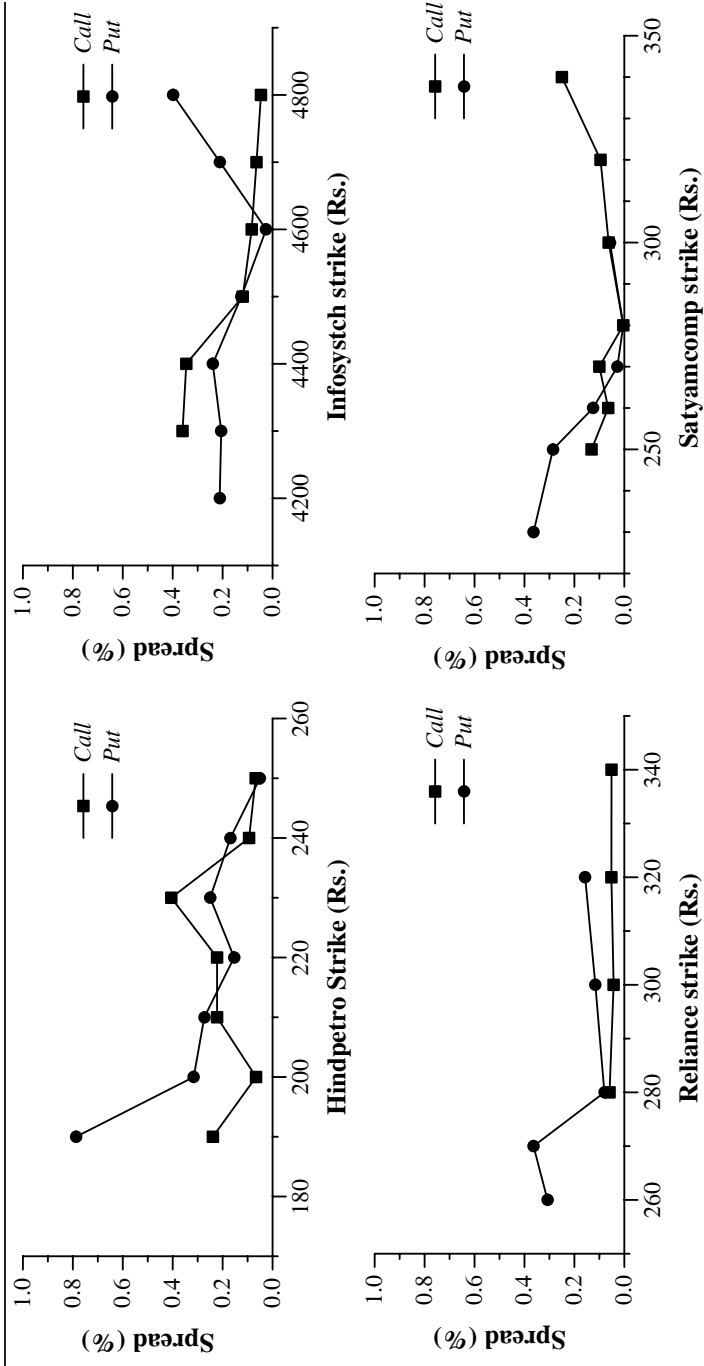 1.0
0.8
0.6
0.4
0.2
0.0
Spread (%)
180
200
220
240
260
Hindpetro Strike (Rs.)
Call
Put
1.0
0.8
0.6
0.4
0.2
0.0
Spread (%)
4200
4400
4600
4800
Infosystch strike (Rs.)
Call
Put
1.0
0.8
0.6
0.4
0.2
0.0
Spread (%)
260
280
300
320
340
Reliance strike (Rs.)
Call
Put
1.0
0.8
0.6
0.4
0.2
0.0
Spread (%)
250
300
350
Satyamcomp strike (Rs.)
Call
Put